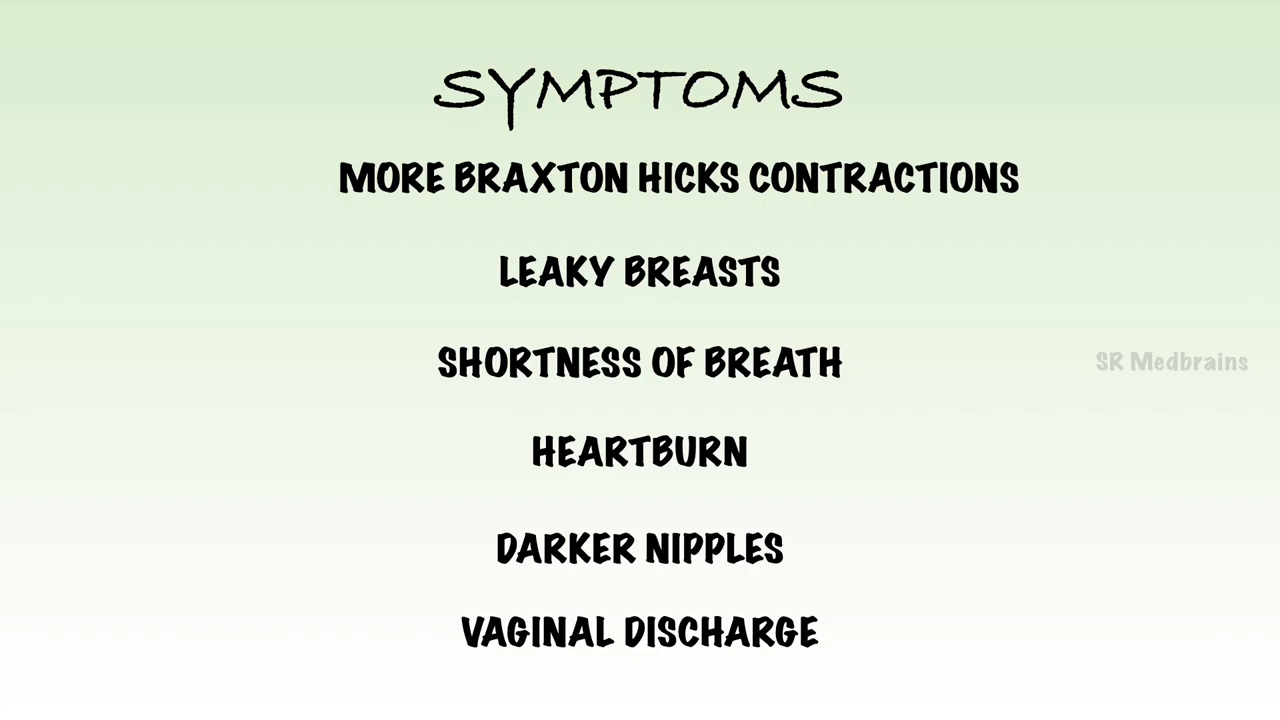 SYMPTOMS
MORE BRAXTON HICKS CONTRACTIONS
LEAKY BREASTS
SHORTNESS OF BREATH
SR Medbrains
HEARTBURN
DARKER NIPPLES
VAGINAL DISCHARGE